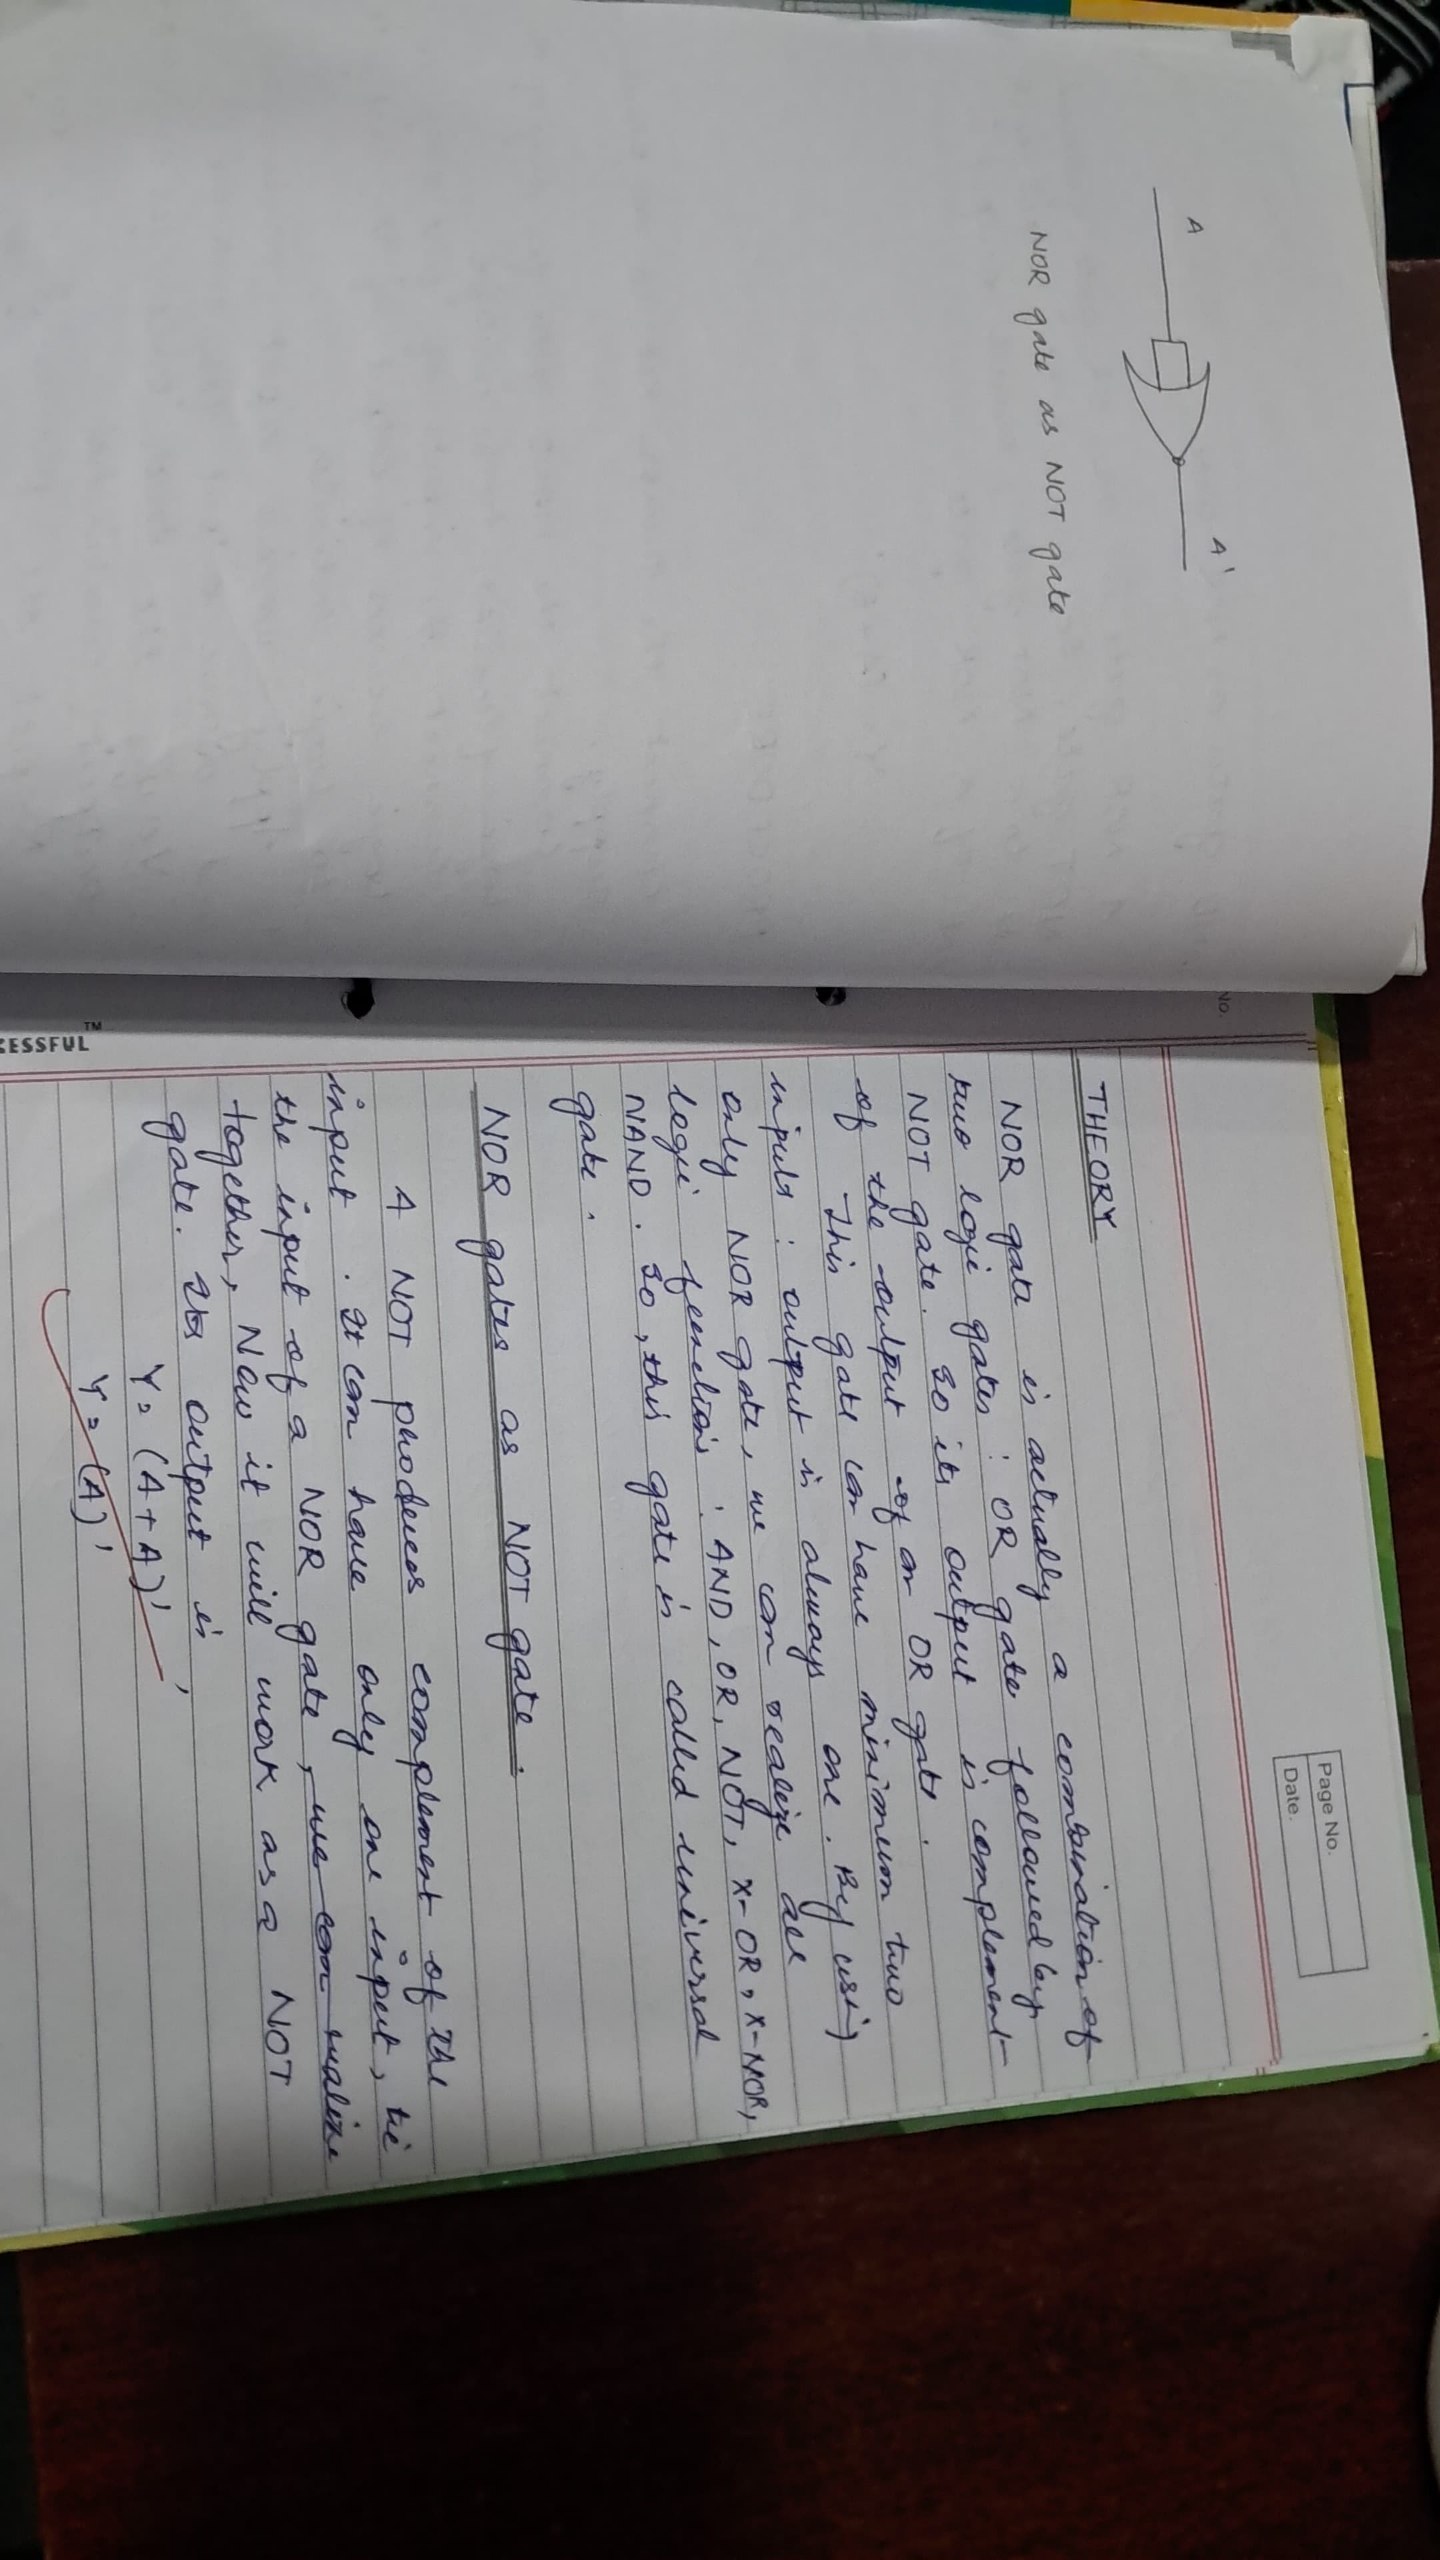 A A'
NOR gate as NOT gate
No.
Page No.
Date.
THEORY
NOR gate is actually a combination of
two logic gates : OR gate followed by
NOT gate. So its output is complement
of the output of an OR gate.
This gate can have minimum two
inputs : output is always one. By using
only NOR gate, we can realize all
logic functions : AND, OR, NOT, X-OR, X-NOR,
NAND. So, this gate is called universal
gate.
NOR gates as NOT gate.
A NOT produces complement of the
input. It can have only one input, tie
the input of a NOR gate, we can realize
together, Now it will work as a NOT
gate. Its output is
Y = (A+A)'
Y = (A)'
CESSFUL™